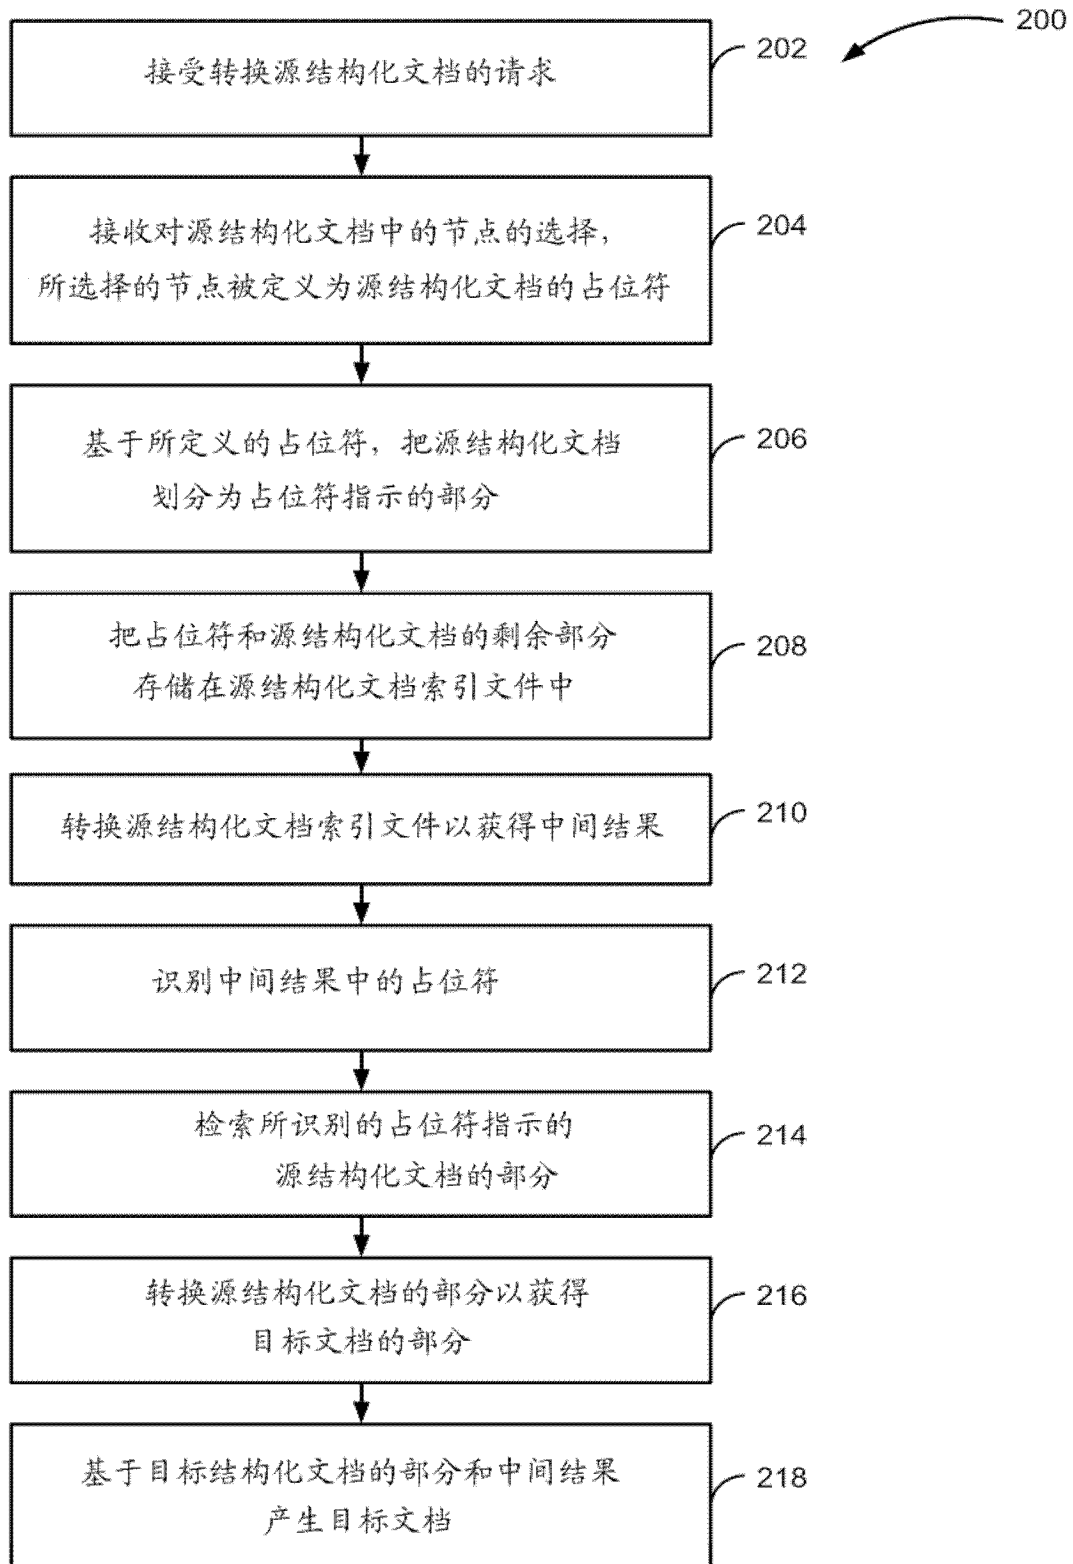 200
接受转换源结构化文档的请求
202
接收对源结构化文档中的节点的选择，
所选择的节点被定义为源结构化文档的占位符
204
基于所定义的占位符，把源结构化文档
划分为占位符指示的部分
206
把占位符和源结构化文档的剩余部分
存储在源结构化文档索引文件中
208
转换源结构化文档索引文件以获得中间结果
210
识别中间结果中的占位符
212
检索所识别的占位符指示的
源结构化文档的部分
214
转换源结构化文档的部分以获得
目标文档的部分
216
基于目标结构化文档的部分和中间结果
产生目标文档
218